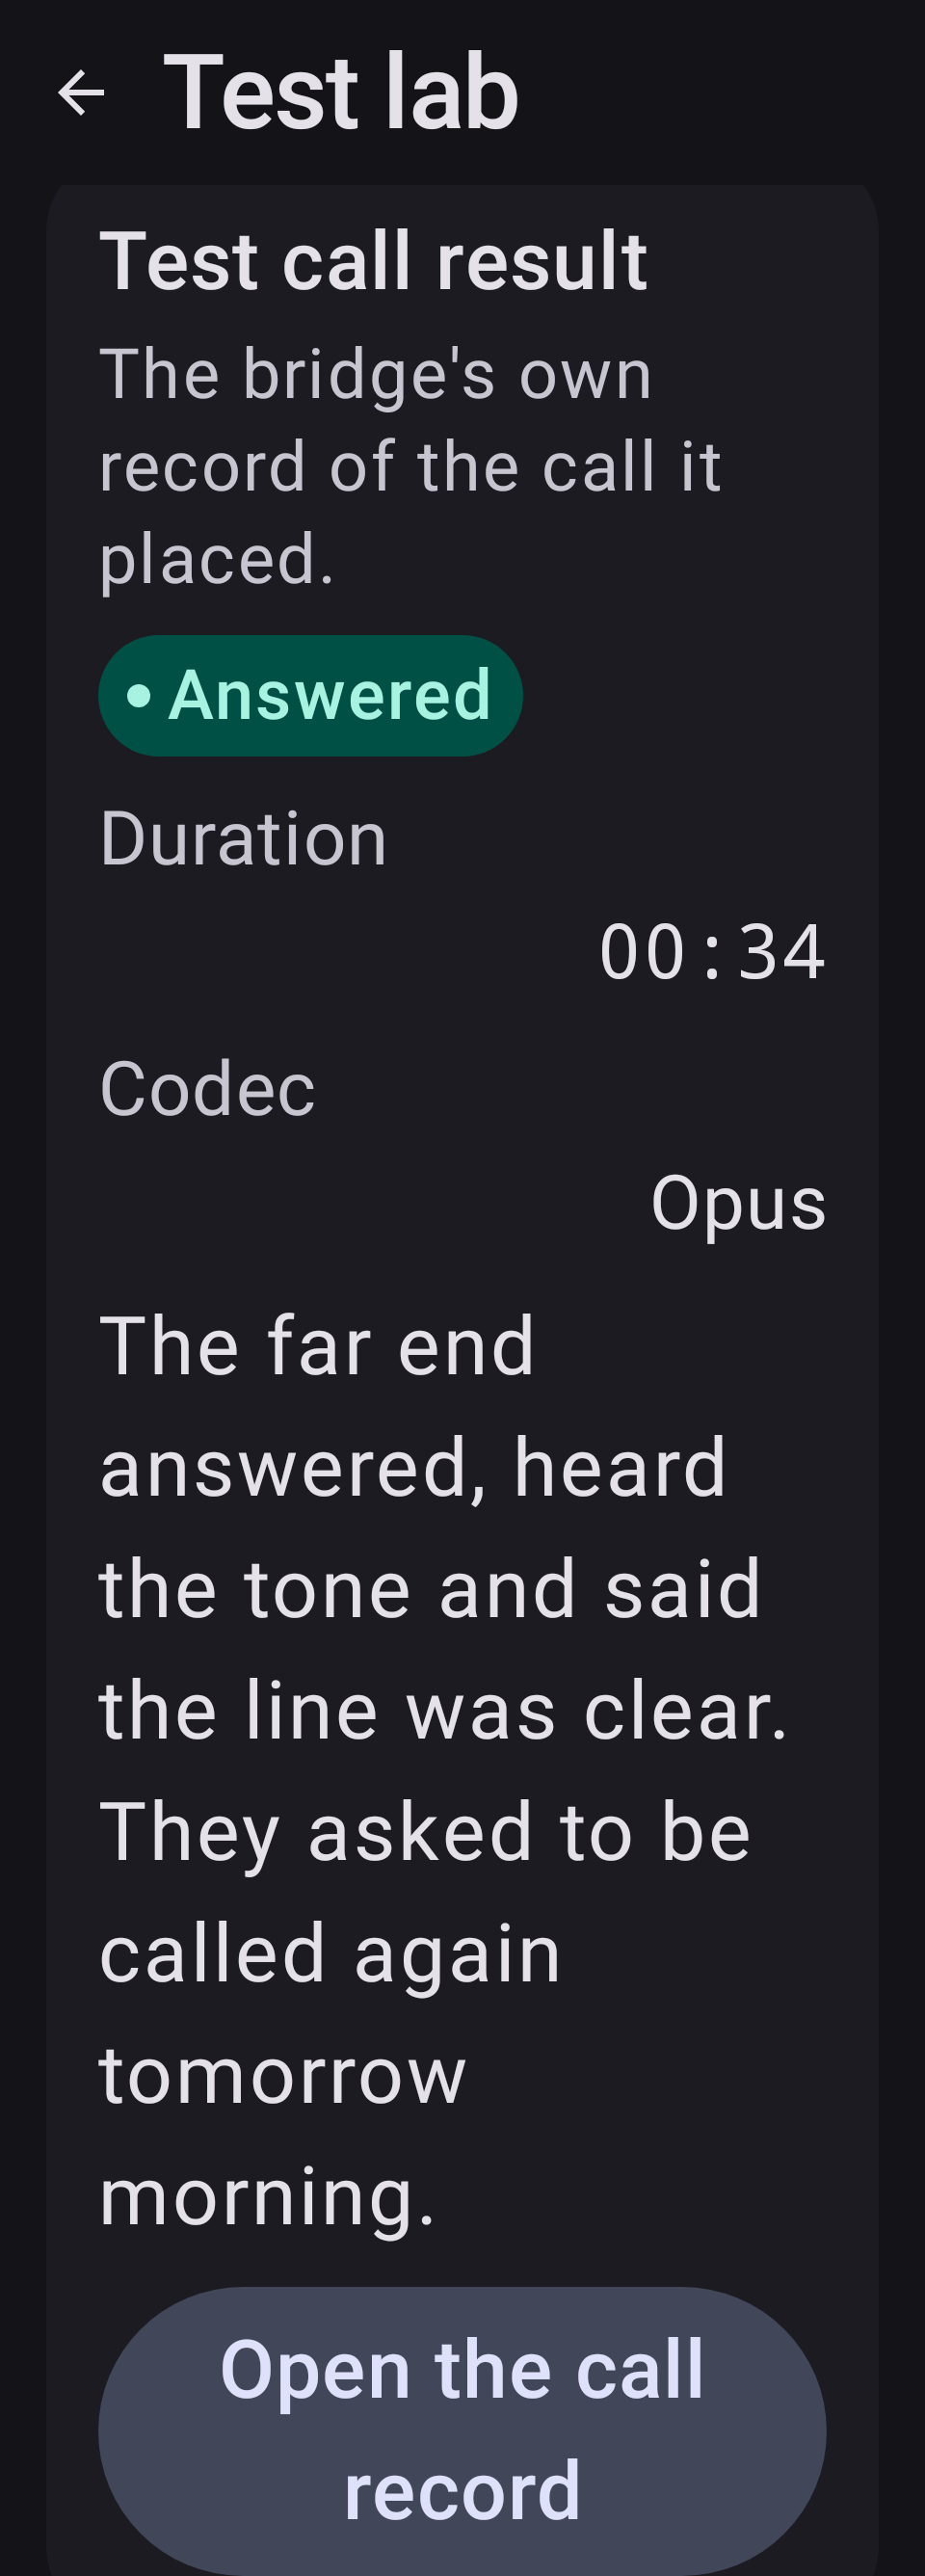 Test lab
Test call result
The bridge's own
record of the call it
placed.
Answered
Duration
00:34
Codec
Opus
The far end
answered, heard
the tone and said
the line was clear.
They asked to be
called again
tomorrow
morning.
Open the call
record